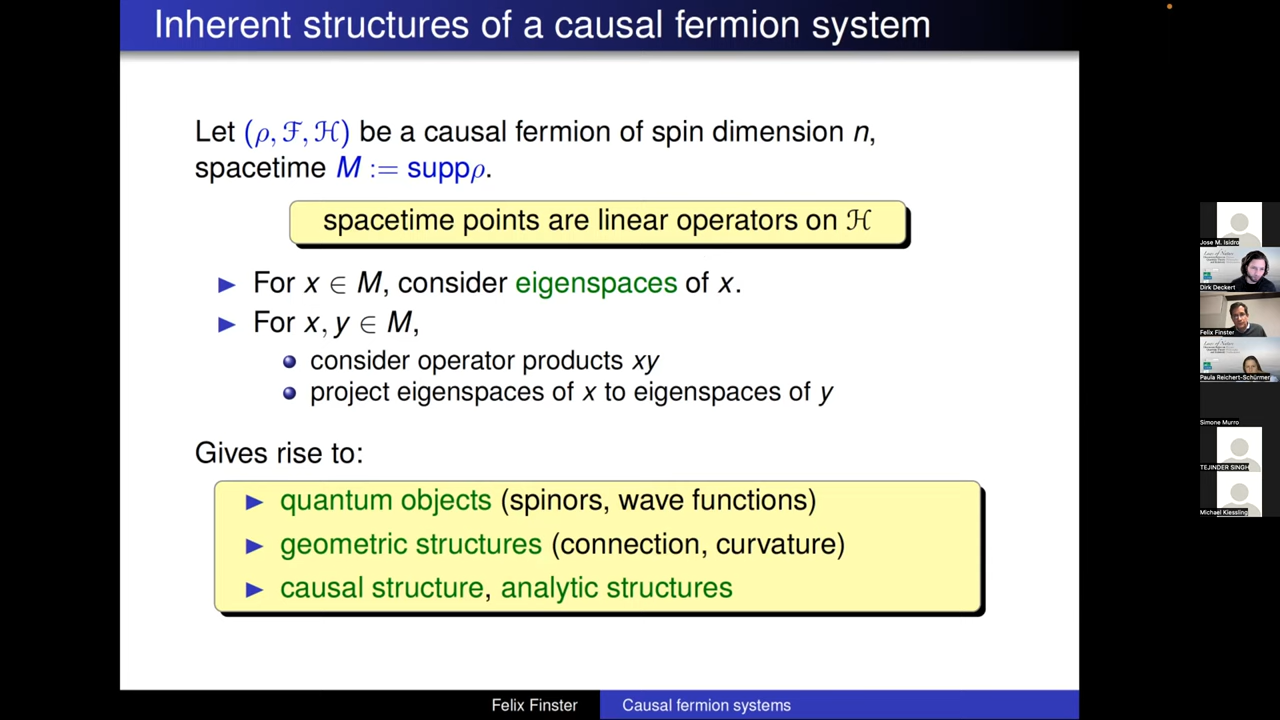 Inherent structures of a causal fermion system
Let (ρ, ℱ, ℋ) be a causal fermion of spin dimension n,
spacetime M := suppρ.
spacetime points are linear operators on ℋ
► For x ∈ M, consider eigenspaces of x.
► For x, y ∈ M,
consider operator products xy
project eigenspaces of x to eigenspaces of y
Gives rise to:
► quantum objects (spinors, wave functions)
► geometric structures (connection, curvature)
► causal structure, analytic structures
Felix Finster
Causal fermion systems
Jose M. Isidro
Dirk Deckert
Felix Finster
Paula Reichert-Schürmer
Simone Murro
TEJINDER SINGH
Michael Kiessling